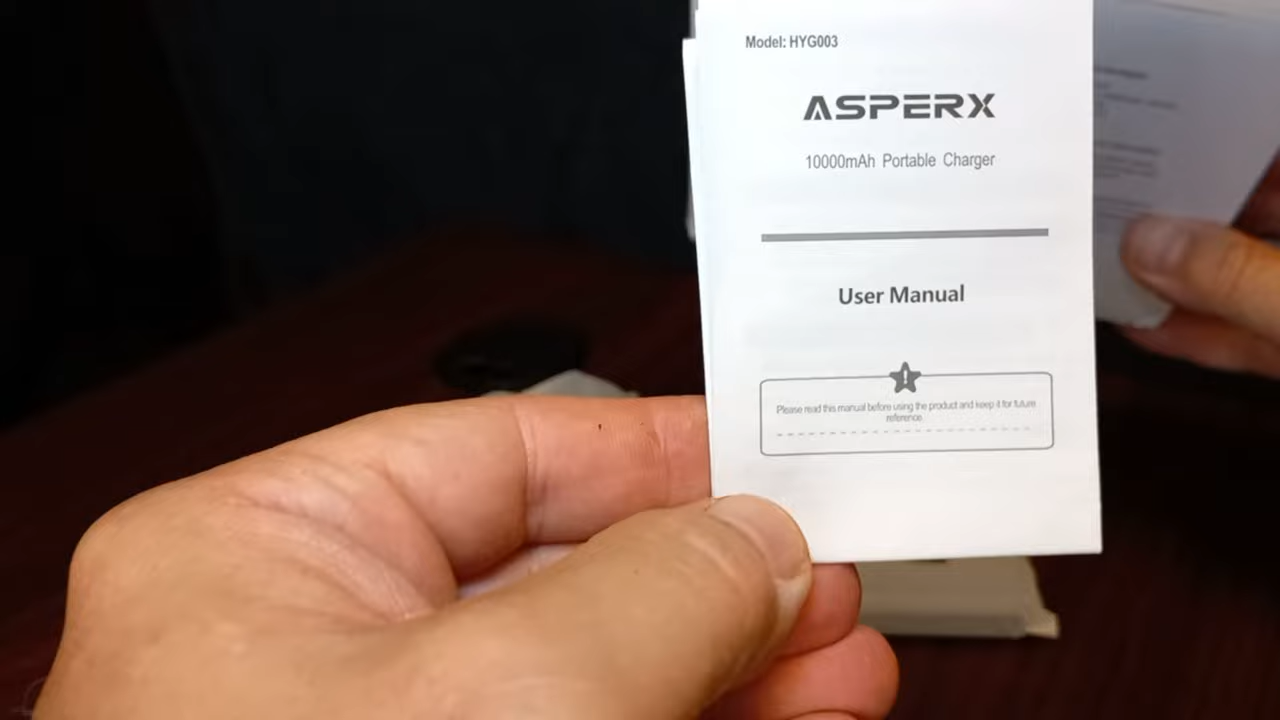 Model: HYG003
ASPERX
10000mAh Portable Charger
User Manual
Please read this manual before using the product and keep it for future
reference.